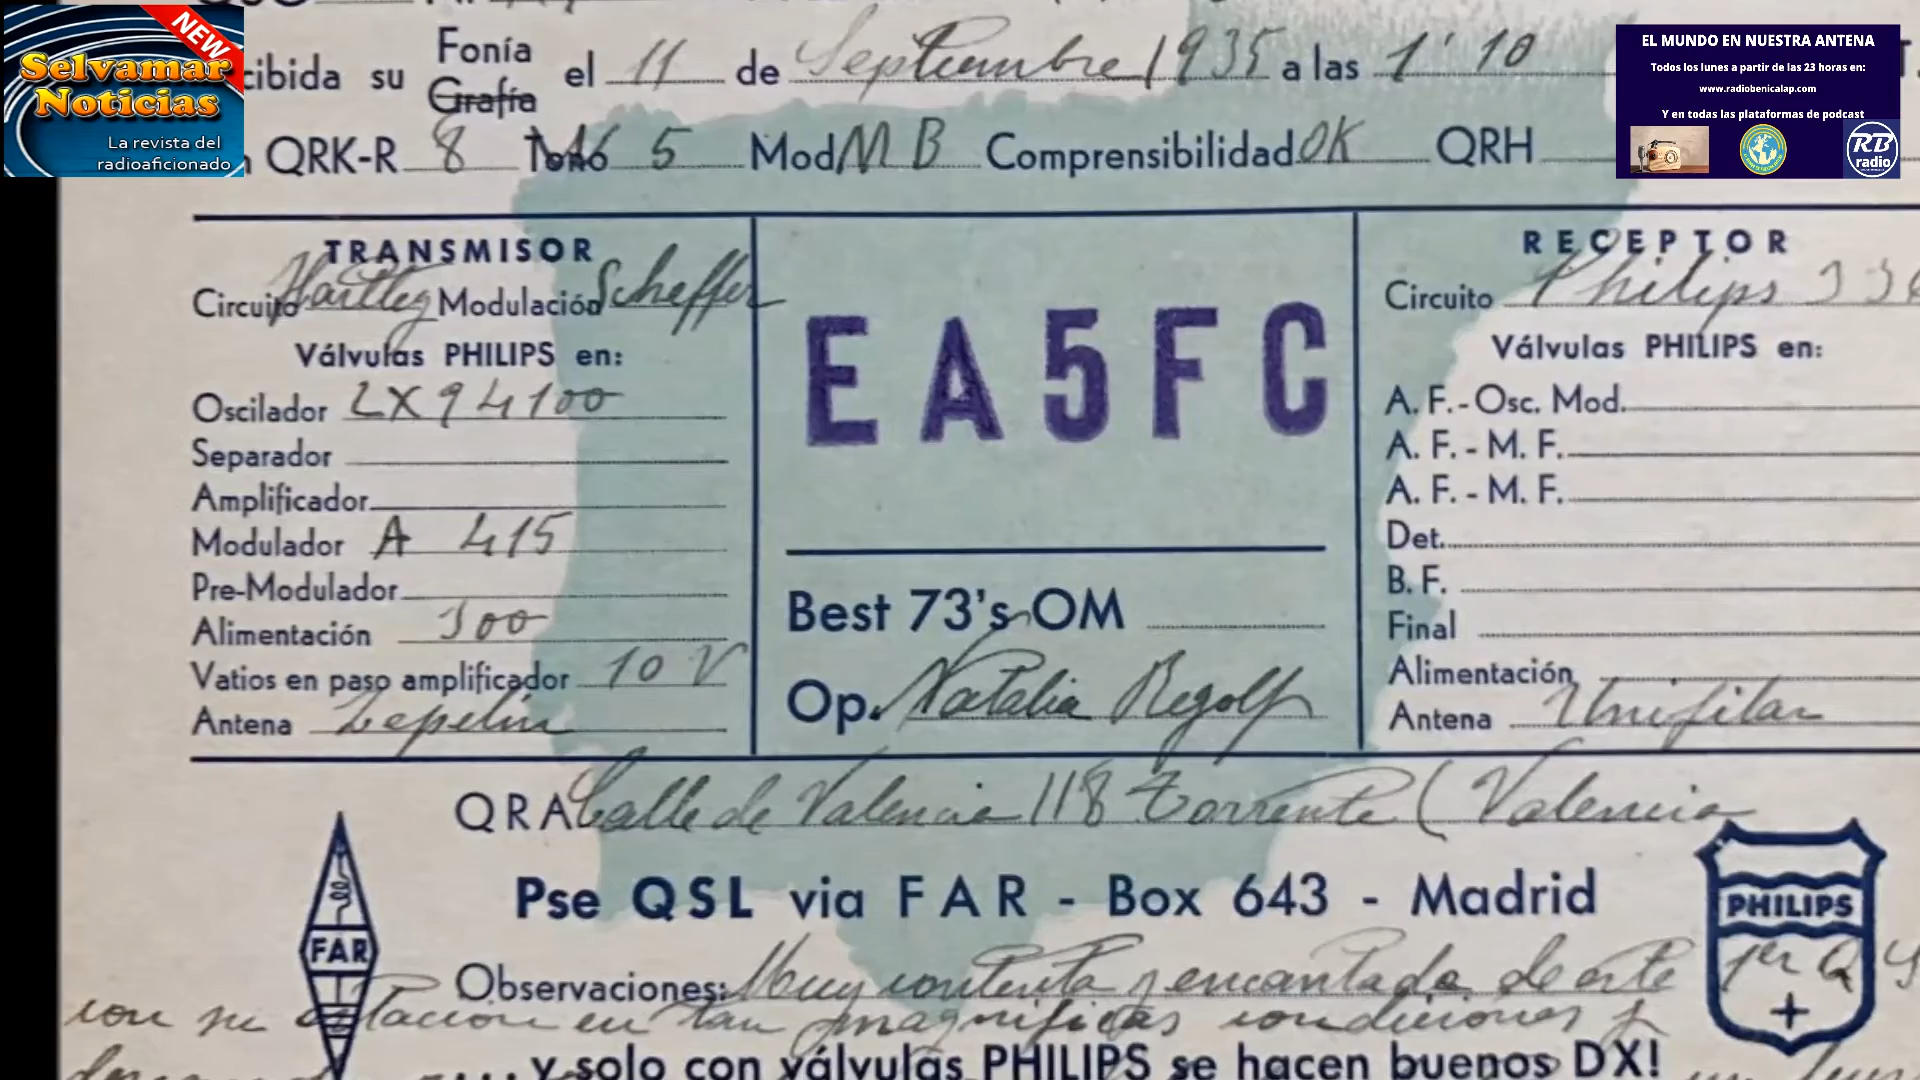 NEW
Selvamar
Noticias
La revista del
radioaficionado
EL MUNDO EN NUESTRA ANTENA
Todos los lunes a partir de las 23 horas en:
www.radiobenicalap.com
Y en todas las plataformas de podcast
RB
radio
cibida su Fonía Grafía el 11 de Septiembre 1935 a las 1'10
QRK-R 8 Tono 5 Mod. MB Comprensibilidad OK QRH
TRANSMISOR
Circuito Hartley Modulación Scheffer
Válvulas PHILIPS en:
Oscilador
Separador
Amplificador
Modulador A 415
Pre-Modulador
Alimentación 300
Vatios en paso amplificador 10 V
Antena Zepelin
EA5FC
Best 73's OM
Op. Natalia Regolf
RECEPTOR
Circuito Philips
Válvulas PHILIPS en:
A. F. - Osc. Mod.
A. F. - M. F.
A. F. - M. F.
Det.
B. F.
Final
Alimentación
Antena Unifilar
QRA Calle de Valencia 118 Torrente (Valencia
Pse QSL via FAR - Box 643 - Madrid
FAR
PHILIPS
Observaciones: Muy contenta y encantada de este 1er
con su estacion en tan magnificas condiciones y
y solo con válvulas PHILIPS se hacen buenos DX!